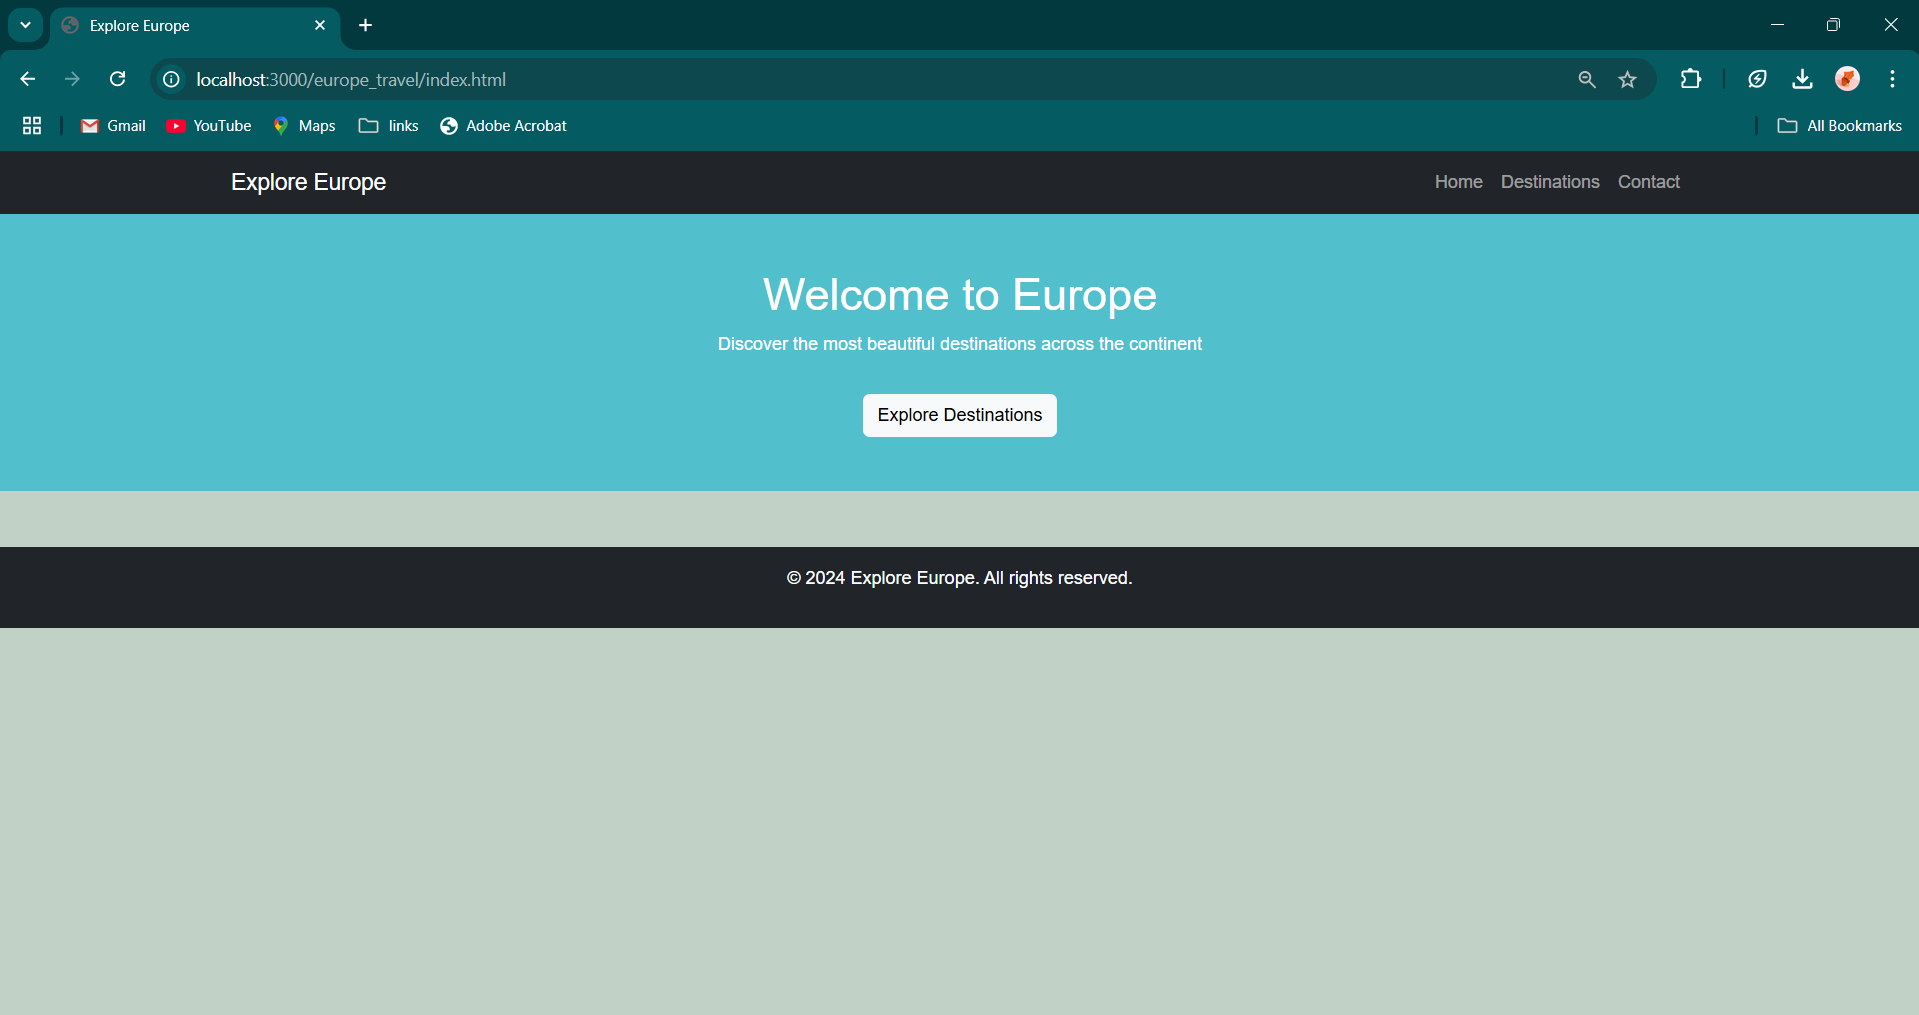 Explore Europe
localhost:3000/europe_travel/index.html
Gmail YouTube Maps links Adobe Acrobat All Bookmarks
Explore Europe Home Destinations Contact
Welcome to Europe
Discover the most beautiful destinations across the continent
Explore Destinations
© 2024 Explore Europe. All rights reserved.